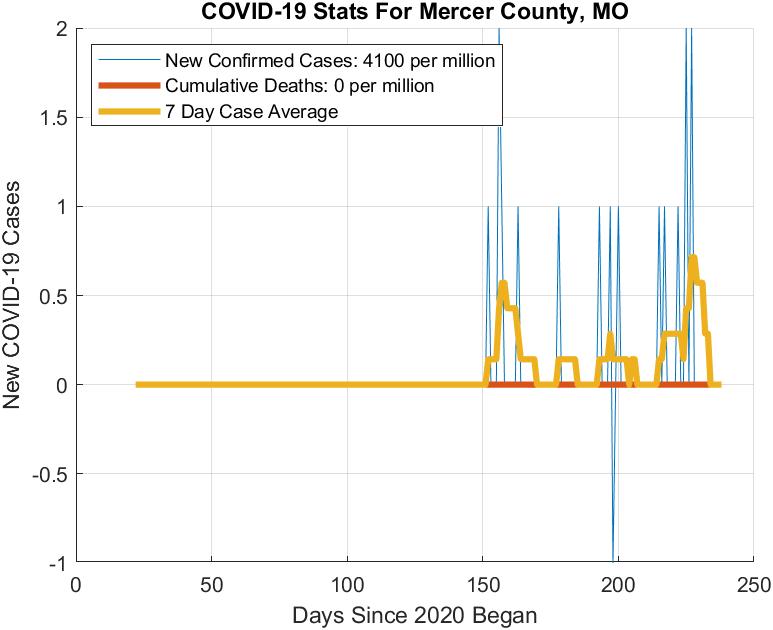 COVID-19 Stats For Mercer County, MO
New Confirmed Cases: 4100 per million
Cumulative Deaths: 0 per million
7 Day Case Average
New COVID-19 Cases
2
1.5
1
0.5
0
-0.5
-1
0 50 100 150 200 250
Days Since 2020 Began